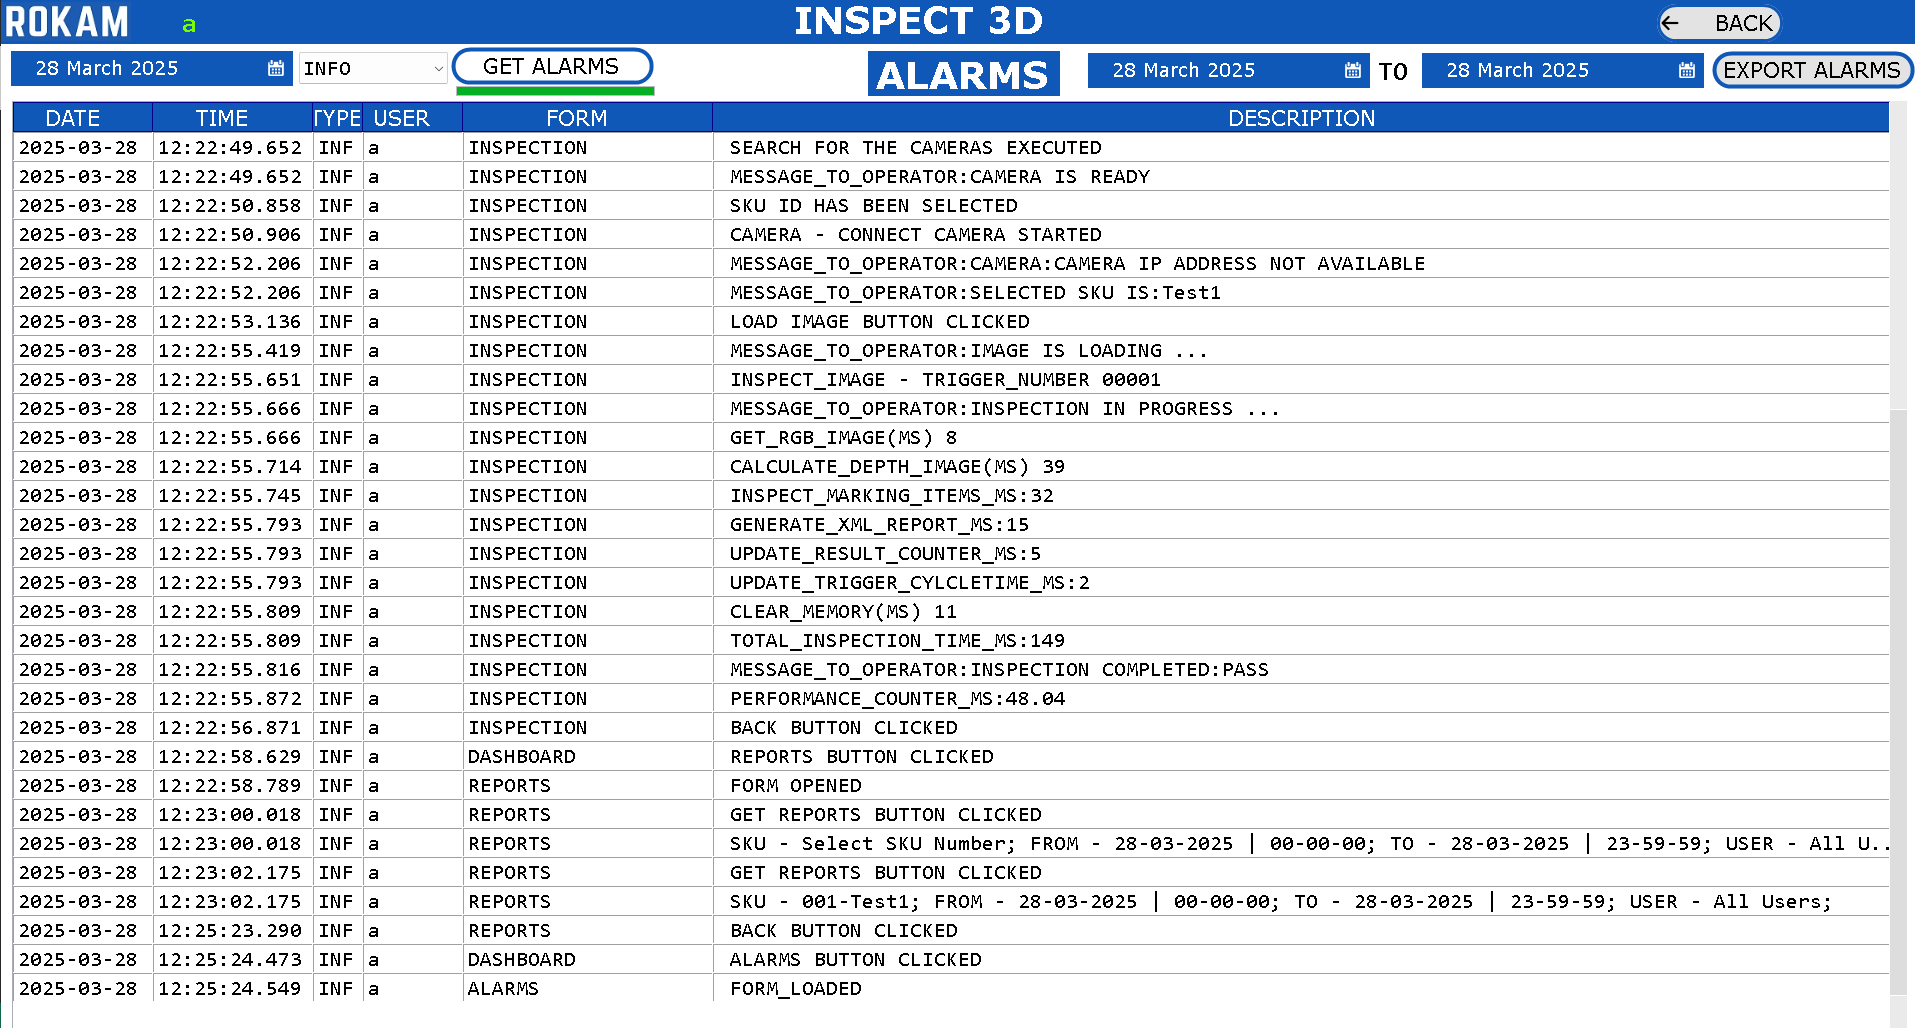 ROKAM a INSPECT 3D ← BACK
28 March 2025 INFO GET ALARMS ALARMS 28 March 2025 TO 28 March 2025 EXPORT ALARMS
DATE TIME TYPE USER FORM DESCRIPTION
2025-03-28 12:22:49.652 INF a INSPECTION SEARCH FOR THE CAMERAS EXECUTED
2025-03-28 12:22:49.652 INF a INSPECTION MESSAGE_TO_OPERATOR:CAMERA IS READY
2025-03-28 12:22:50.858 INF a INSPECTION SKU ID HAS BEEN SELECTED
2025-03-28 12:22:50.906 INF a INSPECTION CAMERA - CONNECT CAMERA STARTED
2025-03-28 12:22:52.206 INF a INSPECTION MESSAGE_TO_OPERATOR:CAMERA:CAMERA IP ADDRESS NOT AVAILABLE
2025-03-28 12:22:52.206 INF a INSPECTION MESSAGE_TO_OPERATOR:SELECTED SKU IS:Test1
2025-03-28 12:22:53.136 INF a INSPECTION LOAD IMAGE BUTTON CLICKED
2025-03-28 12:22:55.419 INF a INSPECTION MESSAGE_TO_OPERATOR:IMAGE IS LOADING ...
2025-03-28 12:22:55.651 INF a INSPECTION INSPECT_IMAGE - TRIGGER_NUMBER 00001
2025-03-28 12:22:55.666 INF a INSPECTION MESSAGE_TO_OPERATOR:INSPECTION IN PROGRESS ...
2025-03-28 12:22:55.666 INF a INSPECTION GET_RGB_IMAGE(MS) 8
2025-03-28 12:22:55.714 INF a INSPECTION CALCULATE_DEPTH_IMAGE(MS) 39
2025-03-28 12:22:55.745 INF a INSPECTION INSPECT_MARKING_ITEMS_MS:32
2025-03-28 12:22:55.793 INF a INSPECTION GENERATE_XML_REPORT_MS:15
2025-03-28 12:22:55.793 INF a INSPECTION UPDATE_RESULT_COUNTER_MS:5
2025-03-28 12:22:55.793 INF a INSPECTION UPDATE_TRIGGER_CYLCLETIME_MS:2
2025-03-28 12:22:55.809 INF a INSPECTION CLEAR_MEMORY(MS) 11
2025-03-28 12:22:55.809 INF a INSPECTION TOTAL_INSPECTION_TIME_MS:149
2025-03-28 12:22:55.816 INF a INSPECTION MESSAGE_TO_OPERATOR:INSPECTION COMPLETED:PASS
2025-03-28 12:22:55.872 INF a INSPECTION PERFORMANCE_COUNTER_MS:48.04
2025-03-28 12:22:56.871 INF a INSPECTION BACK BUTTON CLICKED
2025-03-28 12:22:58.629 INF a DASHBOARD REPORTS BUTTON CLICKED
2025-03-28 12:22:58.789 INF a REPORTS FORM OPENED
2025-03-28 12:23:00.018 INF a REPORTS GET REPORTS BUTTON CLICKED
2025-03-28 12:23:00.018 INF a REPORTS SKU - Select SKU Number; FROM - 28-03-2025 | 00-00-00; TO - 28-03-2025 | 23-59-59; USER - All U...
2025-03-28 12:23:02.175 INF a REPORTS GET REPORTS BUTTON CLICKED
2025-03-28 12:23:02.175 INF a REPORTS SKU - 001-Test1; FROM - 28-03-2025 | 00-00-00; TO - 28-03-2025 | 23-59-59; USER - All Users;
2025-03-28 12:25:23.290 INF a REPORTS BACK BUTTON CLICKED
2025-03-28 12:25:24.473 INF a DASHBOARD ALARMS BUTTON CLICKED
2025-03-28 12:25:24.549 INF a ALARMS FORM_LOADED